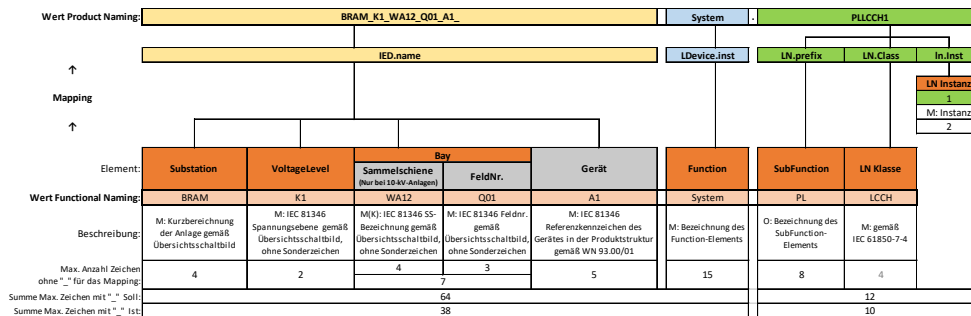 Wert Product Naming: BRAM_K1_WA12_Q01_A1_ System . PLLCCH1
IED.name LDevice.inst LN.prefix LN.Class ln.Inst
↑ LN Instanz
Mapping 1
M: Instanz
↑ 2
Element: Substation VoltageLevel Bay Gerät Function SubFunction LN Klasse
Sammelschiene FeldNr.
(Nur bei 10-kV-Anlagen)
Wert Functional Naming: BRAM K1 WA12 Q01 A1 System PL LCCH
Beschreibung:
M: Kurzbereichnung
der Anlage gemäß
Übersichtsschaltbild
M: IEC 81346
Spannungsebene gemäß
Übersichtsschaltbild,
ohne Sonderzeichen
M(K): IEC 81346 SS-
Bezeichnung gemäß
Übersichtsschaltbild,
ohne Sonderzeichen
M: IEC 81346 Feldnr.
gemäß
Übersichtsschaltbild,
ohne Sonderzeichen
M: IEC 81346
Referenzkennzeichen des
Gerätes in der Produktstruktur
gemäß WN 93.00/01
M: Bezeichnung des
Function-Elements
O: Bezeichnung des
SubFunction-
Elements
M: gemäß
IEC 61850-7-4
Max. Anzahl Zeichen
ohne "_" für das Mapping:
4 2 4 3 5 15 8 4
7
Summe Max. Zeichen mit "_" Soll: 64 12
Summe Max. Zeichen mit "_" Ist: 38 10